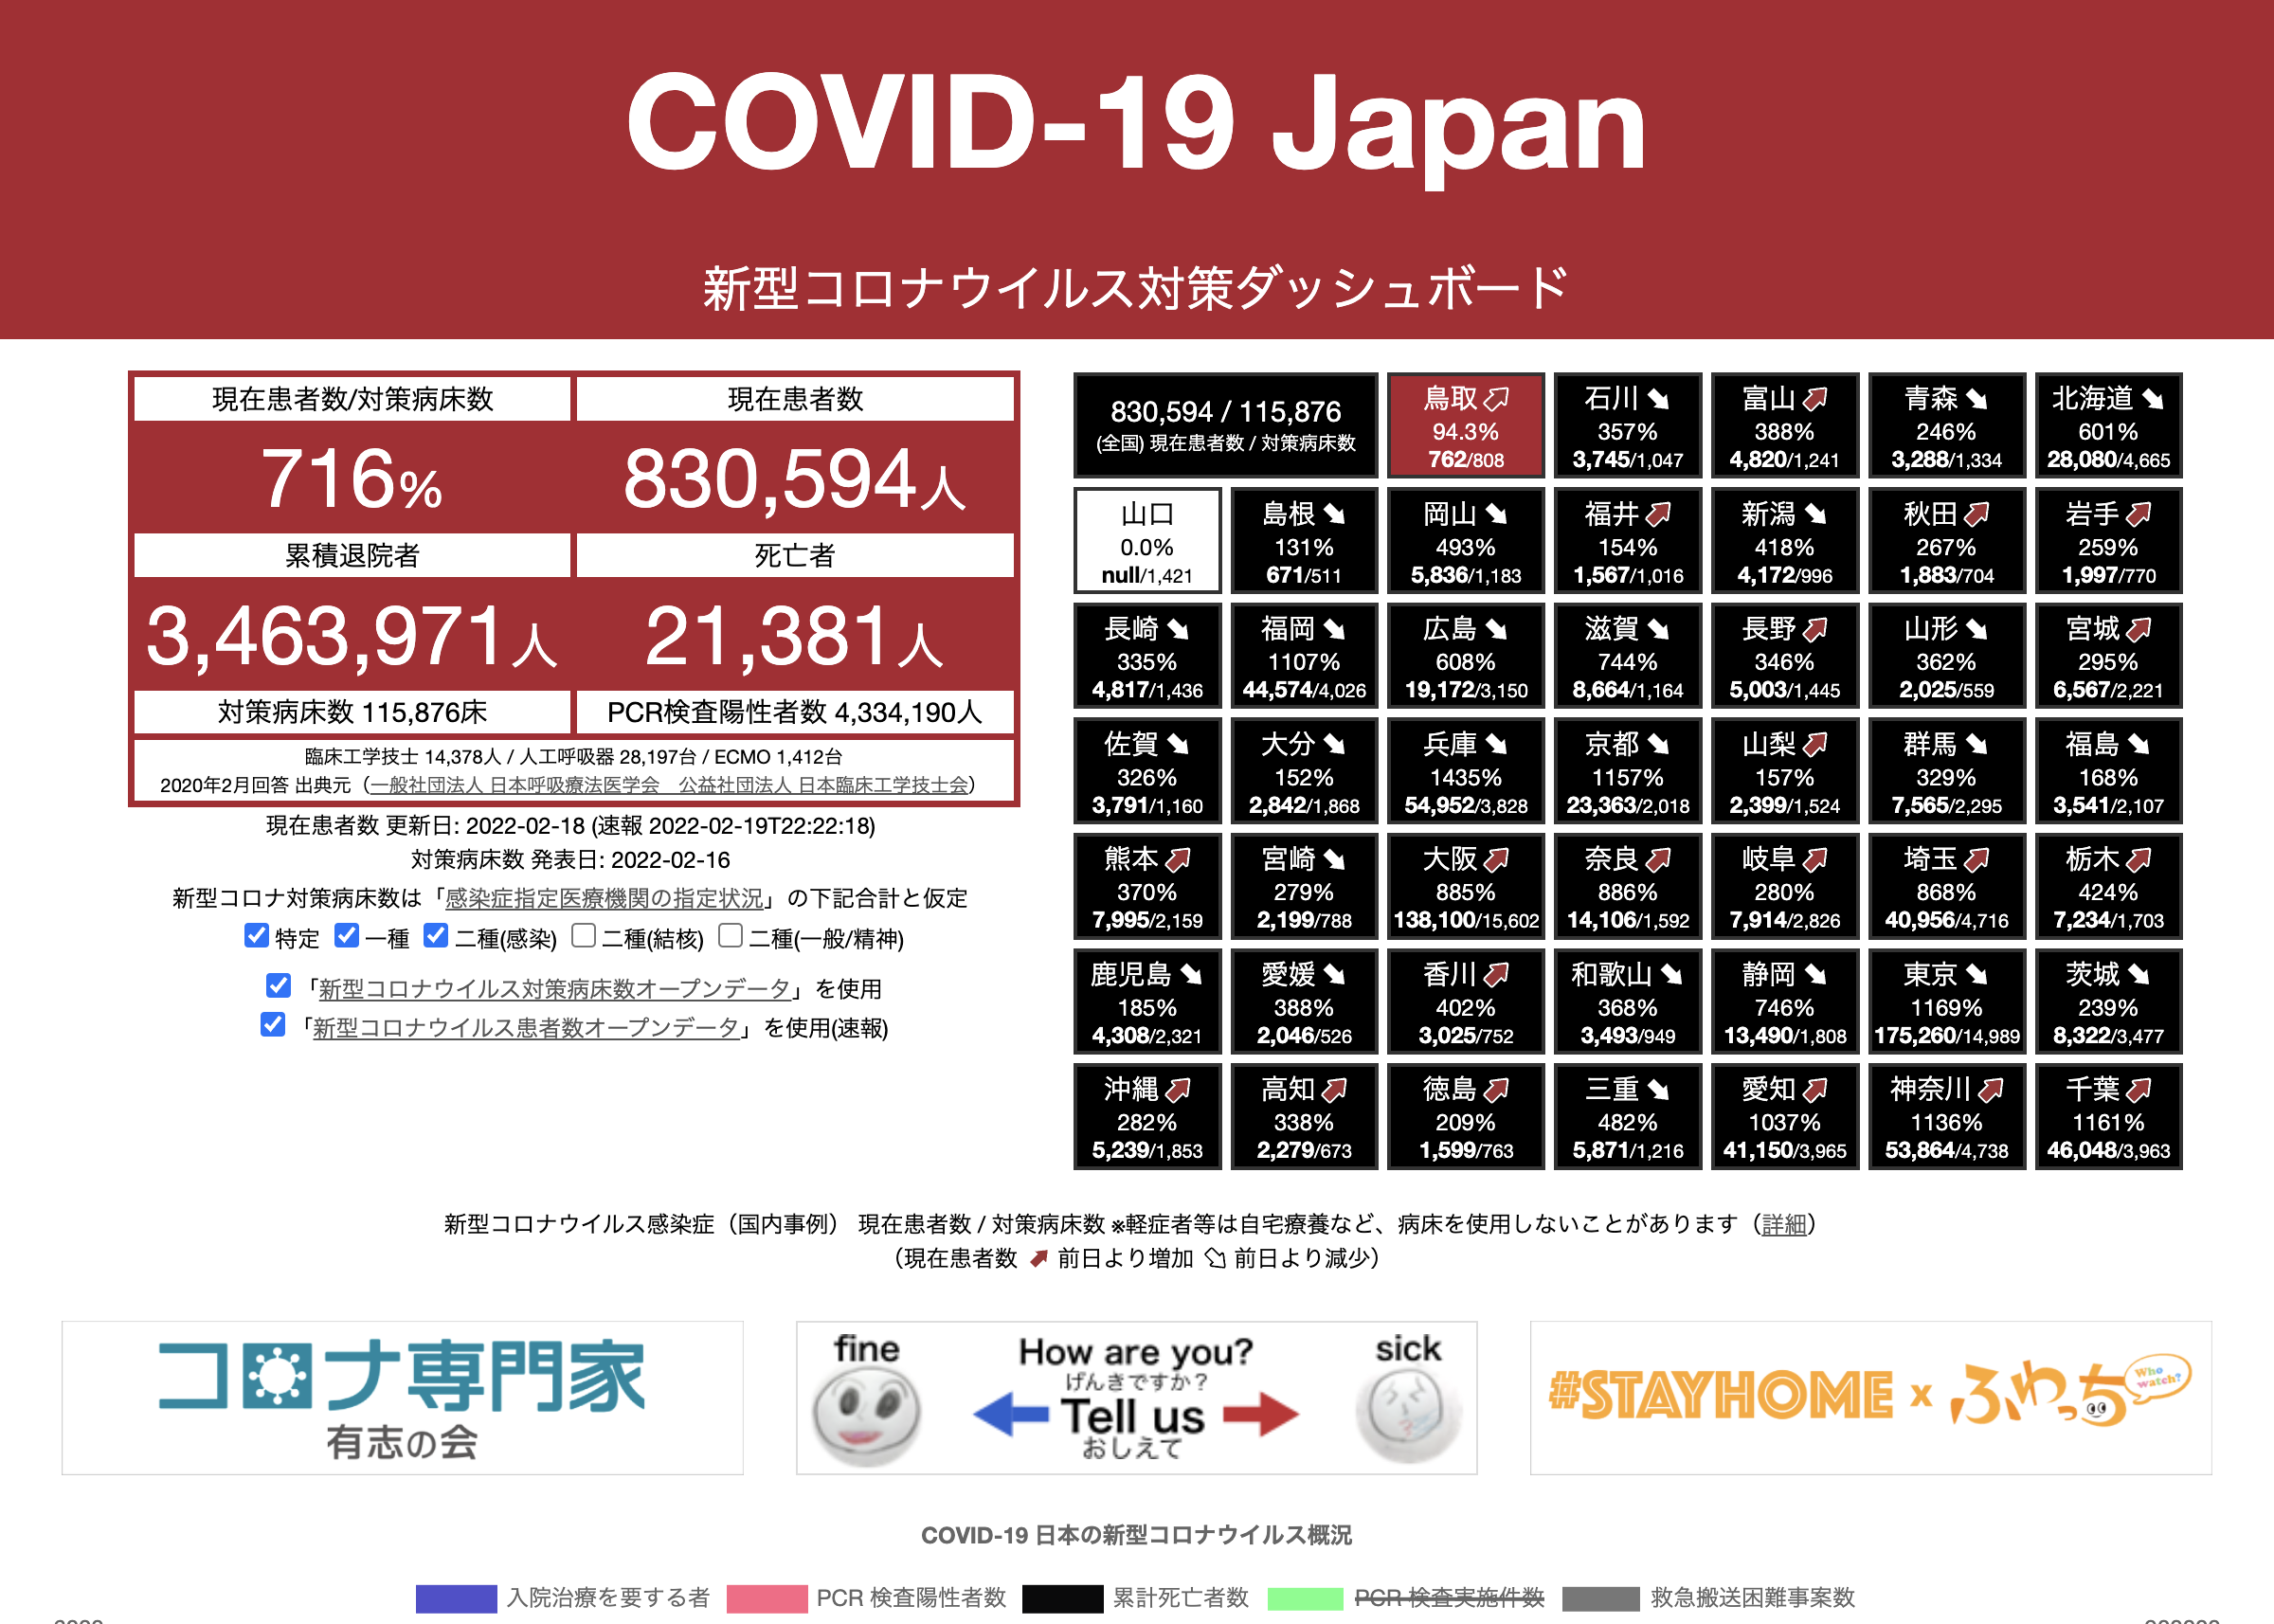 COVID-19 Japan
新型コロナウイルス対策ダッシュボード
現在患者数/対策病床数 現在患者数
716% 830,594人
累積退院者 死亡者
3,463,971人 21,381人
対策病床数 115,876床 PCR検査陽性者数 4,334,190人
臨床工学技士 14,378人 / 人工呼吸器 28,197台 / ECMO 1,412台
2020年2月回答 出典元（一般社団法人 日本呼吸療法医学会　公益社団法人 日本臨床工学技士会）
現在患者数 更新日: 2022-02-18 (速報 2022-02-19T22:22:18)
対策病床数 発表日: 2022-02-16
新型コロナ対策病床数は「感染症指定医療機関の指定状況」の下記合計と仮定
特定 一種 二種(感染) 二種(結核) 二種(一般/精神)
「新型コロナウイルス対策病床数オープンデータ」を使用
「新型コロナウイルス患者数オープンデータ」を使用(速報)
830,594 / 115,876
(全国) 現在患者数 / 対策病床数
鳥取 石川 富山 青森 北海道
94.3% 357% 388% 246% 601%
762/808 3,745/1,047 4,820/1,241 3,288/1,334 28,080/4,665
山口 島根 岡山 福井 新潟 秋田 岩手
0.0% 131% 493% 154% 418% 267% 259%
null/1,421 671/511 5,836/1,183 1,567/1,016 4,172/996 1,883/704 1,997/770
長崎 福岡 広島 滋賀 長野 山形 宮城
335% 1107% 608% 744% 346% 362% 295%
4,817/1,436 44,574/4,026 19,172/3,150 8,664/1,164 5,003/1,445 2,025/559 6,567/2,221
佐賀 大分 兵庫 京都 山梨 群馬 福島
326% 152% 1435% 1157% 157% 329% 168%
3,791/1,160 2,842/1,868 54,952/3,828 23,363/2,018 2,399/1,524 7,565/2,295 3,541/2,107
熊本 宮崎 大阪 奈良 岐阜 埼玉 栃木
370% 279% 885% 886% 280% 868% 424%
7,995/2,159 2,199/788 138,100/15,602 14,106/1,592 7,914/2,826 40,956/4,716 7,234/1,703
鹿児島 愛媛 香川 和歌山 静岡 東京 茨城
185% 388% 402% 368% 746% 1169% 239%
4,308/2,321 2,046/526 3,025/752 3,493/949 13,490/1,808 175,260/14,989 8,322/3,477
沖縄 高知 徳島 三重 愛知 神奈川 千葉
282% 338% 209% 482% 1037% 1136% 1161%
5,239/1,853 2,279/673 1,599/763 5,871/1,216 41,150/3,965 53,864/4,738 46,048/3,963
新型コロナウイルス感染症（国内事例） 現在患者数 / 対策病床数 ※軽症者等は自宅療養など、病床を使用しないことがあります（詳細）
（現在患者数 前日より増加 前日より減少）
コロナ専門家
有志の会
fine How are you? sick
げんきですか？
Tell us
おしえて
#STAYHOME x ふわっち
Who watch?
COVID-19 日本の新型コロナウイルス概況
入院治療を要する者 PCR 検査陽性者数 累計死亡者数 PCR 検査実施件数 救急搬送困難事案数